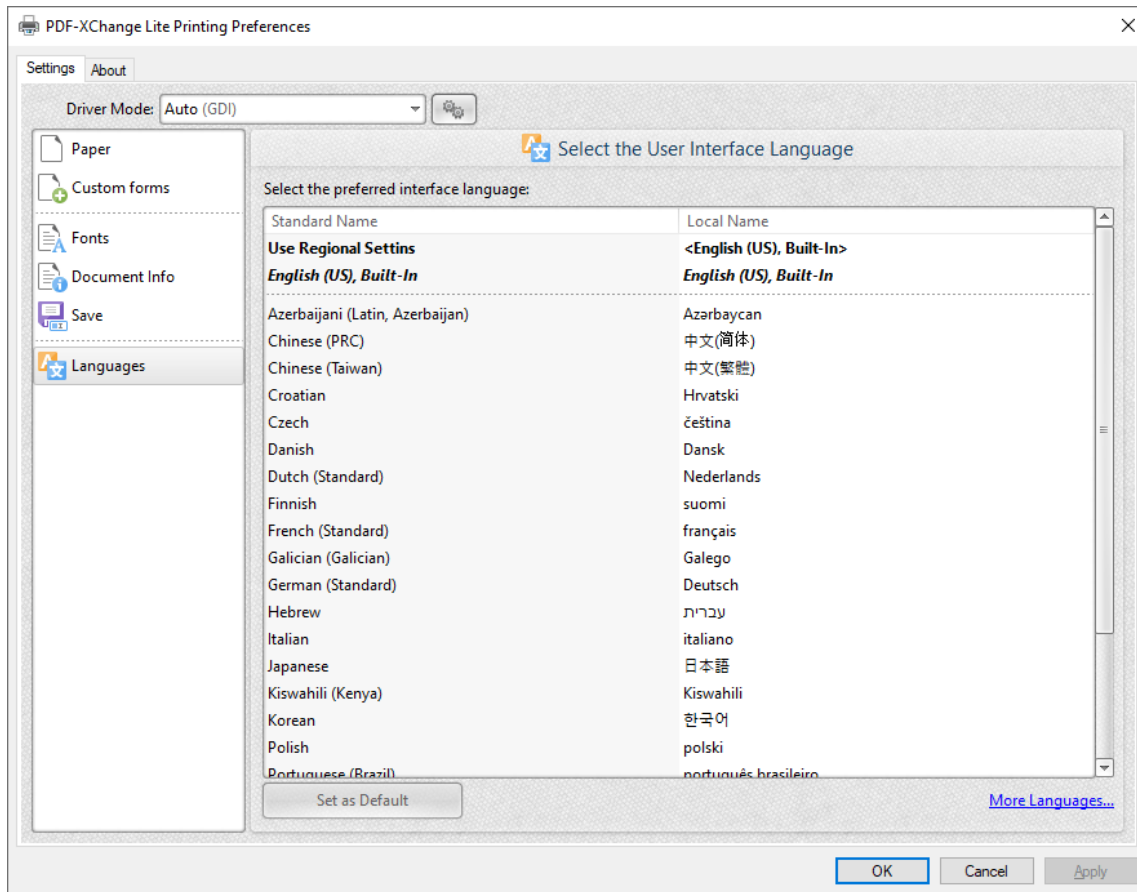 PDF-XChange Lite Printing Preferences
Settings About
Driver Mode: Auto (GDI)
Paper
Custom forms
Fonts
Document Info
Save
Languages
Select the User Interface Language
Select the preferred interface language:
Standard Name Local Name
Use Regional Settins <English (US), Built-In>
English (US), Built-In English (US), Built-In
Azerbaijani (Latin, Azerbaijan) Azərbaycan
Chinese (PRC) 中文(简体)
Chinese (Taiwan) 中文(繁體)
Croatian Hrvatski
Czech čeština
Danish Dansk
Dutch (Standard) Nederlands
Finnish suomi
French (Standard) français
Galician (Galician) Galego
German (Standard) Deutsch
Hebrew עברית
Italian italiano
Japanese 日本語
Kiswahili (Kenya) Kiswahili
Korean 한국어
Polish polski
Portuguese (Brazil) português brasileiro
Set as Default More Languages...
OK Cancel Apply